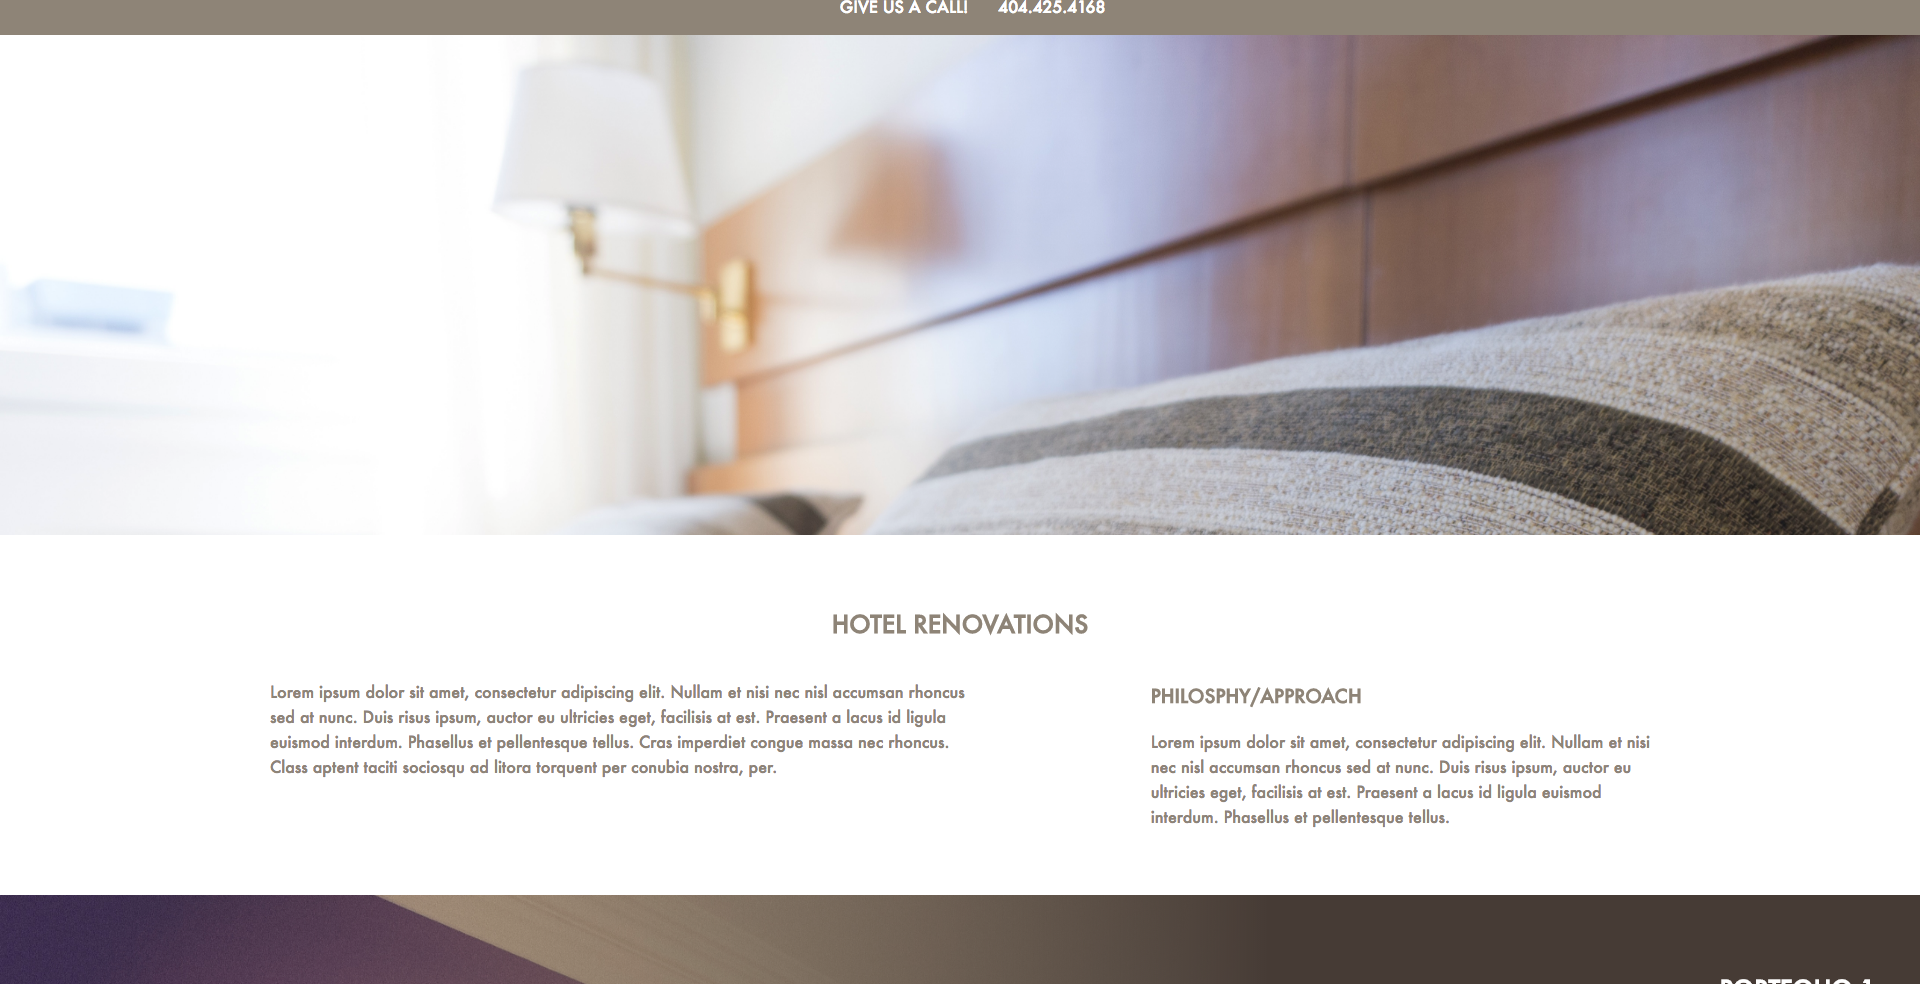 GIVE US A CALL! 404.425.4168
HOTEL RENOVATIONS
Lorem ipsum dolor sit amet, consectetur adipiscing elit. Nullam et nisi nec nisl accumsan rhoncus
sed at nunc. Duis risus ipsum, auctor eu ultricies eget, facilisis at est. Praesent a lacus id ligula
euismod interdum. Phasellus et pellentesque tellus. Cras imperdiet congue massa nec rhoncus.
Class aptent taciti sociosqu ad litora torquent per conubia nostra, per.
PHILOSPHY/APPROACH
Lorem ipsum dolor sit amet, consectetur adipiscing elit. Nullam et nisi
nec nisl accumsan rhoncus sed at nunc. Duis risus ipsum, auctor eu
ultricies eget, facilisis at est. Praesent a lacus id ligula euismod
interdum. Phasellus et pellentesque tellus.
PORTFOLIO 1